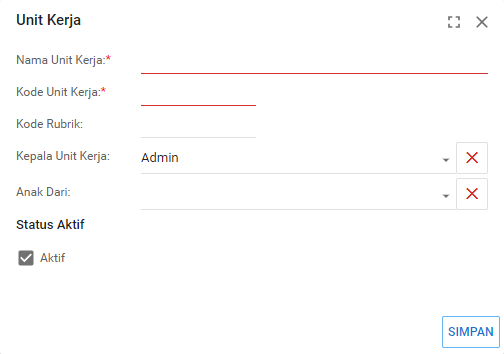 Unit Kerja
Nama Unit Kerja:*
Kode Unit Kerja:*
Kode Rubrik:
Kepala Unit Kerja: Admin
Anak Dari:
Status Aktif
Aktif
SIMPAN